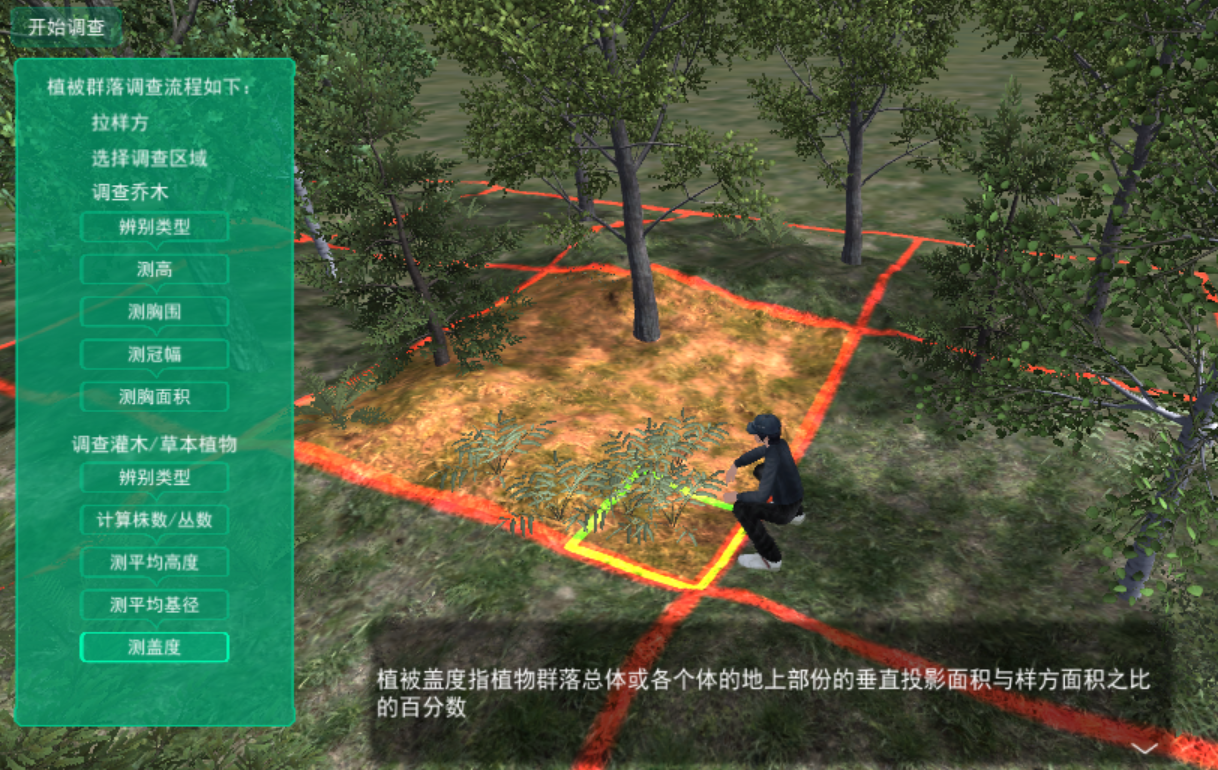 开始调查
植被群落调查流程如下：
拉样方
选择调查区域
调查乔木
辨别类型
测高
测胸围
测冠幅
测胸面积
调查灌木/草本植物
辨别类型
计算株数/丛数
测平均高度
测平均基径
测盖度
植被盖度指植物群落总体或各个体的地上部份的垂直投影面积与样方面积之比
的百分数